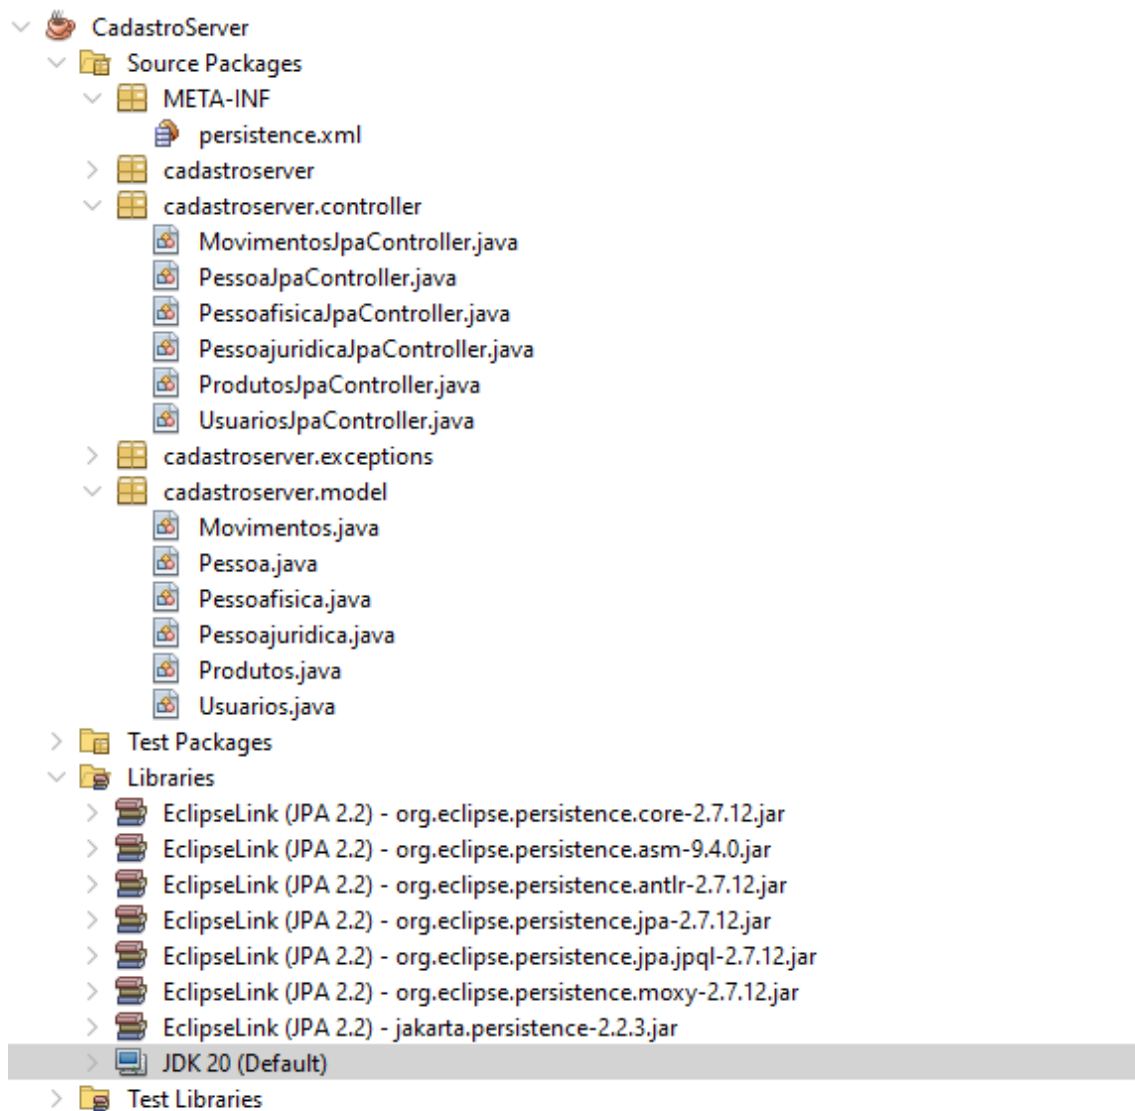 CadastroServer
Source Packages
META-INF
persistence.xml
cadastroserver
cadastroserver.controller
MovimentosJpaController.java
PessoaJpaController.java
PessoafisicaJpaController.java
PessoajuridicaJpaController.java
ProdutosJpaController.java
UsuariosJpaController.java
cadastroserver.exceptions
cadastroserver.model
Movimentos.java
Pessoa.java
Pessoafisica.java
Pessoajuridica.java
Produtos.java
Usuarios.java
Test Packages
Libraries
EclipseLink (JPA 2.2) - org.eclipse.persistence.core-2.7.12.jar
EclipseLink (JPA 2.2) - org.eclipse.persistence.asm-9.4.0.jar
EclipseLink (JPA 2.2) - org.eclipse.persistence.antlr-2.7.12.jar
EclipseLink (JPA 2.2) - org.eclipse.persistence.jpa-2.7.12.jar
EclipseLink (JPA 2.2) - org.eclipse.persistence.jpa.jpql-2.7.12.jar
EclipseLink (JPA 2.2) - org.eclipse.persistence.moxy-2.7.12.jar
EclipseLink (JPA 2.2) - jakarta.persistence-2.2.3.jar
JDK 20 (Default)
Test Libraries